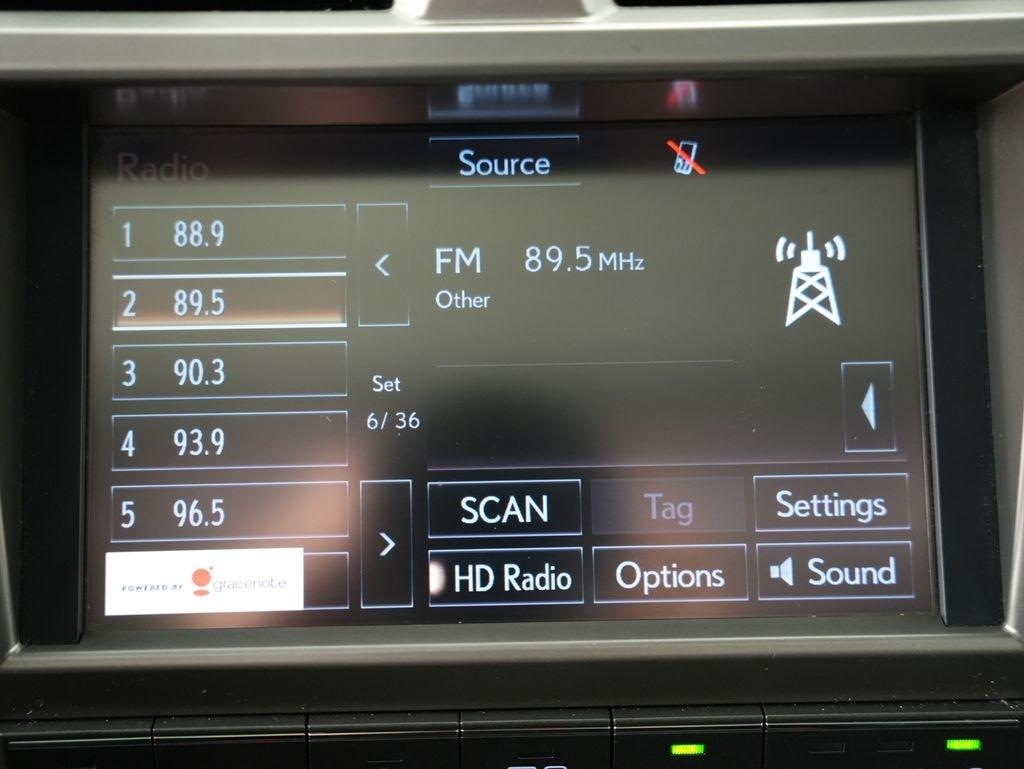 Radio
Source
1 88.9
2 89.5
3 90.3
4 93.9
5 96.5
<
Set
6/ 36
>
FM 89.5 MHz
Other
SCAN
Tag
Settings
HD Radio
Options
Sound
POWERED BY gracenote